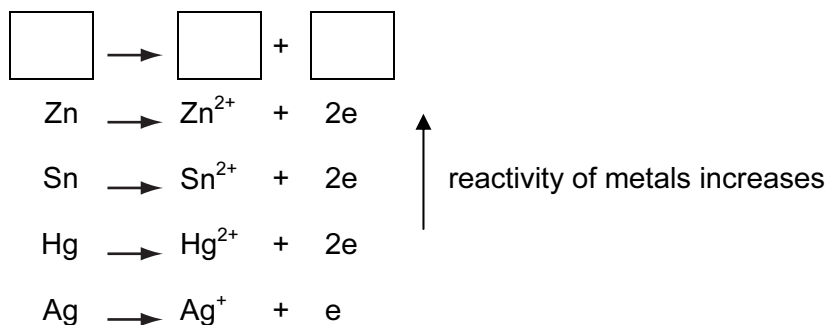 → +
Zn → Zn²⁺ + 2e
Sn → Sn²⁺ + 2e reactivity of metals increases
Hg → Hg²⁺ + 2e
Ag → Ag⁺ + e